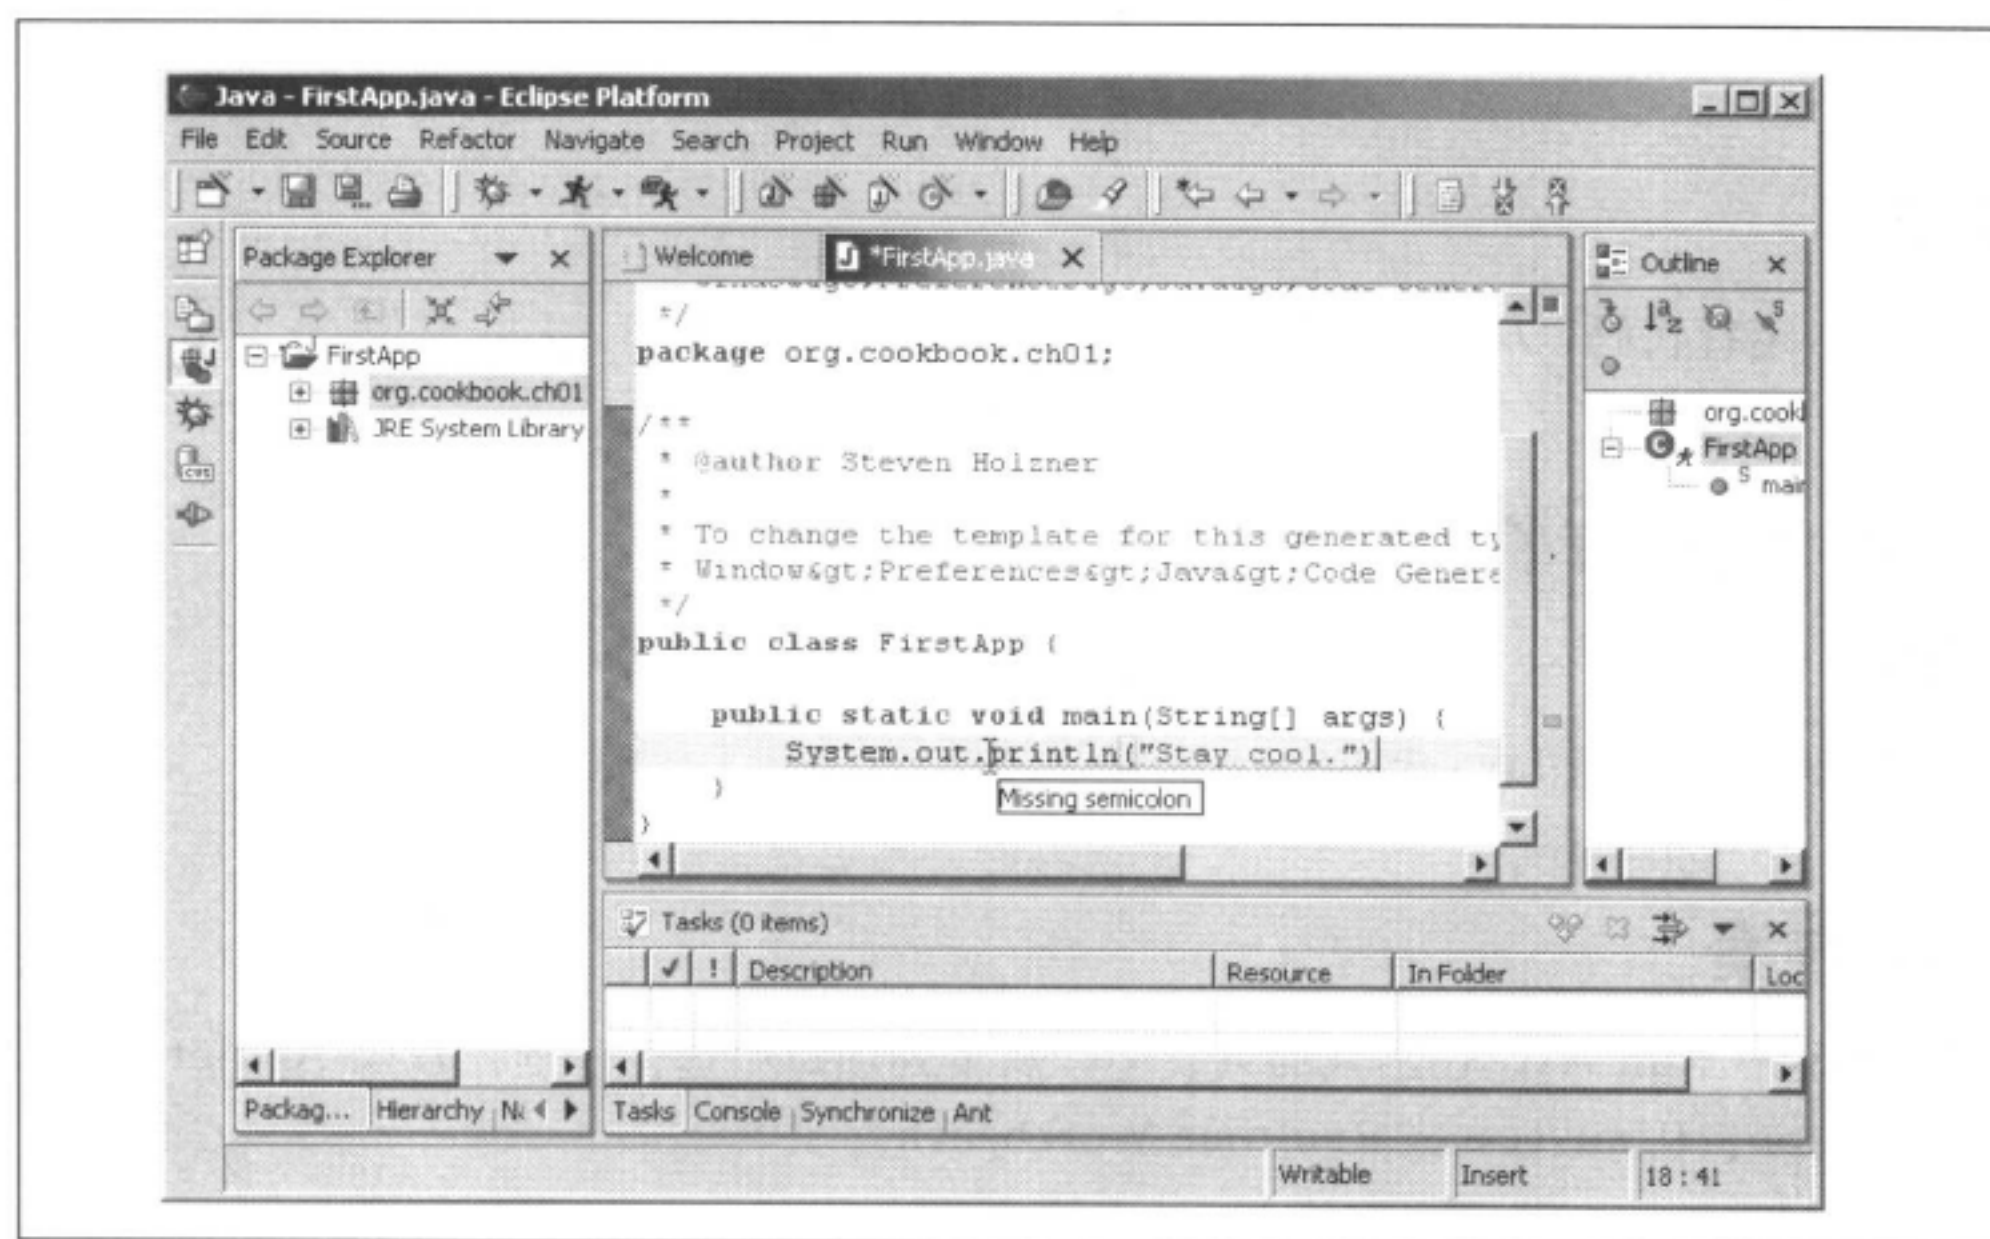 Java - FirstApp.java - Eclipse Platform
File Edit Source Refactor Navigate Search Project Run Window Help
Package Explorer
FirstApp
org.cookbook.ch01
JRE System Library
Packag... Hierarchy
Welcome *FirstApp.java
*/
package org.cookbook.ch01;
/**
* @author Steven Holzner
*
* To change the template for this generated ty
* Window&gt;Preferences&gt;Java&gt;Code Genera
*/
public class FirstApp {
public static void main(String[] args) {
System.out.println("Stay cool.")
Missing semicolon
}
}
Outline
org.cook
FirstApp
S main
Tasks (0 items)
! Description Resource In Folder Loc
Tasks Console Synchronize Ant
Writable Insert 18 : 41